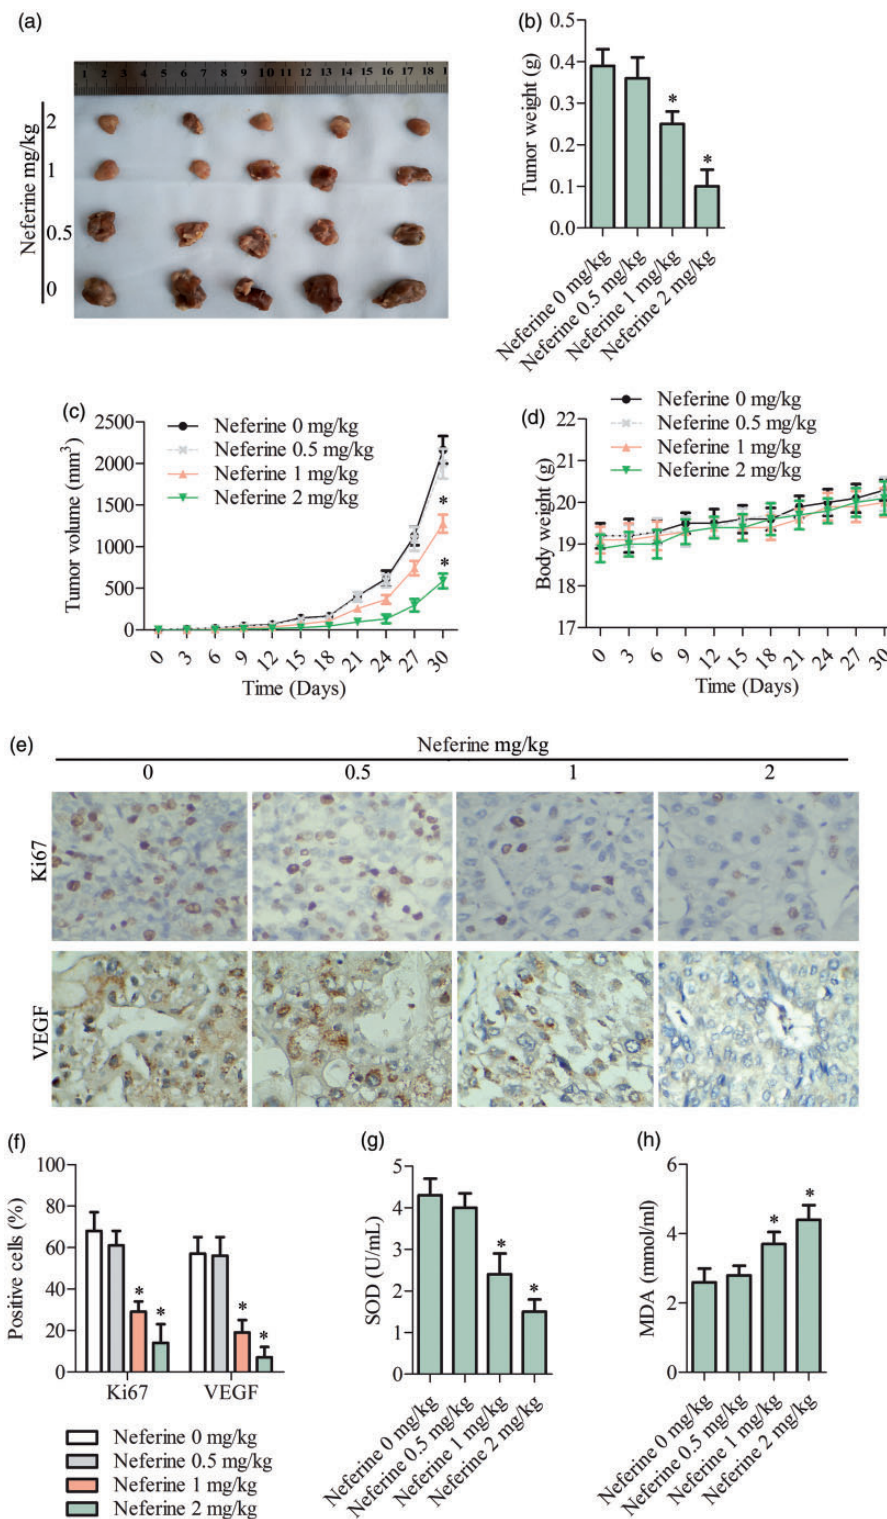 (a)
1 2 3 4 5 6 7 8 9 10 11 12 13 14 15 16 17 18 1
Neferine mg/kg
2
1
0.5
0
(b)
Tumor weight (g)
0.4
0.3
0.2
0.1
0.0
*
*
Neferine 0 mg/kg
Neferine 0.5 mg/kg
Neferine 1 mg/kg
Neferine 2 mg/kg
(c)
Neferine 0 mg/kg
Neferine 0.5 mg/kg
Neferine 1 mg/kg
Neferine 2 mg/kg
Tumor volume (mm³)
2500
2000
1500
1000
500
0
*
*
0 3 6 9 12 15 18 21 24 27 30
Time (Days)
(d)
Neferine 0 mg/kg
Neferine 0.5 mg/kg
Neferine 1 mg/kg
Neferine 2 mg/kg
Body weight (g)
22
21
20
19
17
0 3 6 9 12 15 18 21 24 27 30
Time (Days)
(e)
Neferine mg/kg
0 0.5 1 2
Ki67
VEGF
(f)
Positive cells (%)
100
80
60
40
20
0
*
*
*
*
Ki67 VEGF
Neferine 0 mg/kg
Neferine 0.5 mg/kg
Neferine 1 mg/kg
Neferine 2 mg/kg
(g)
SOD (U/mL)
5
4
3
2
1
0
*
*
Neferine 0 mg/kg
Neferine 0.5 mg/kg
Neferine 1 mg/kg
Neferine 2 mg/kg
(h)
MDA (mmol/ml)
6
4
2
0
*
*
Neferine 0 mg/kg
Neferine 0.5 mg/kg
Neferine 1 mg/kg
Neferine 2 mg/kg